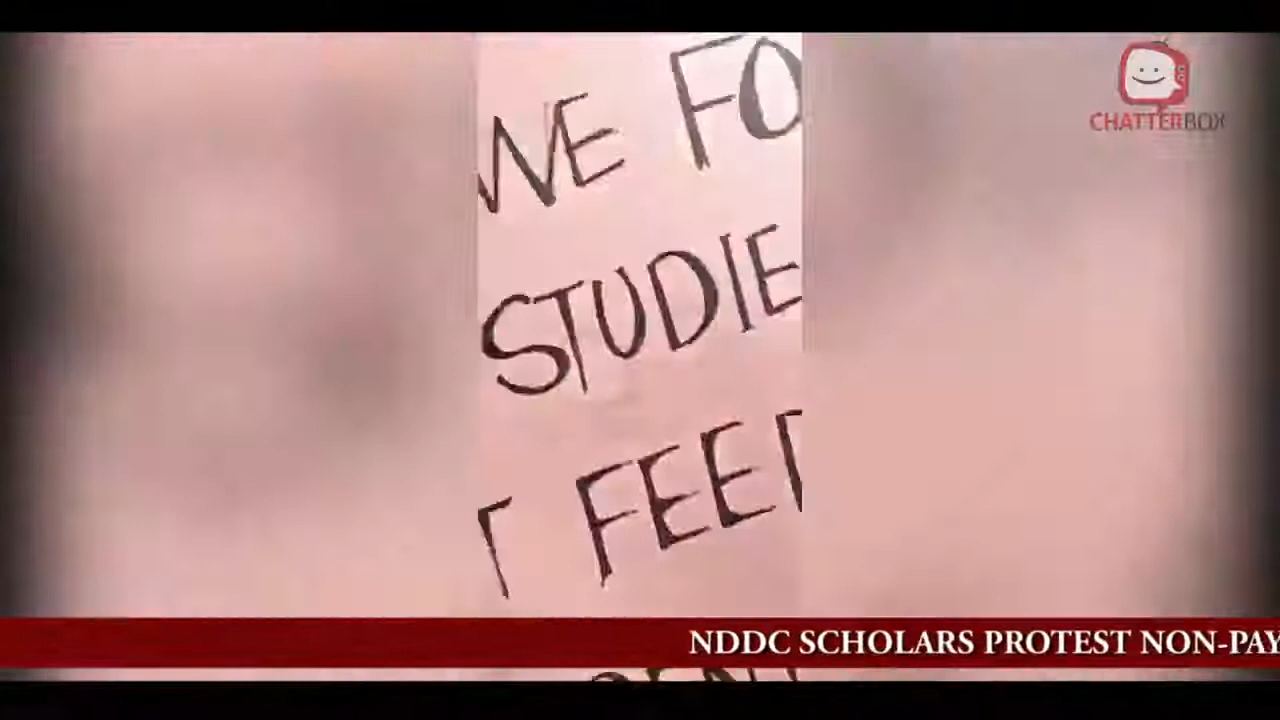 WE FO
STUDIE
T FEE
CHATTERBOX
NDDC SCHOLARS PROTEST NON-PAY